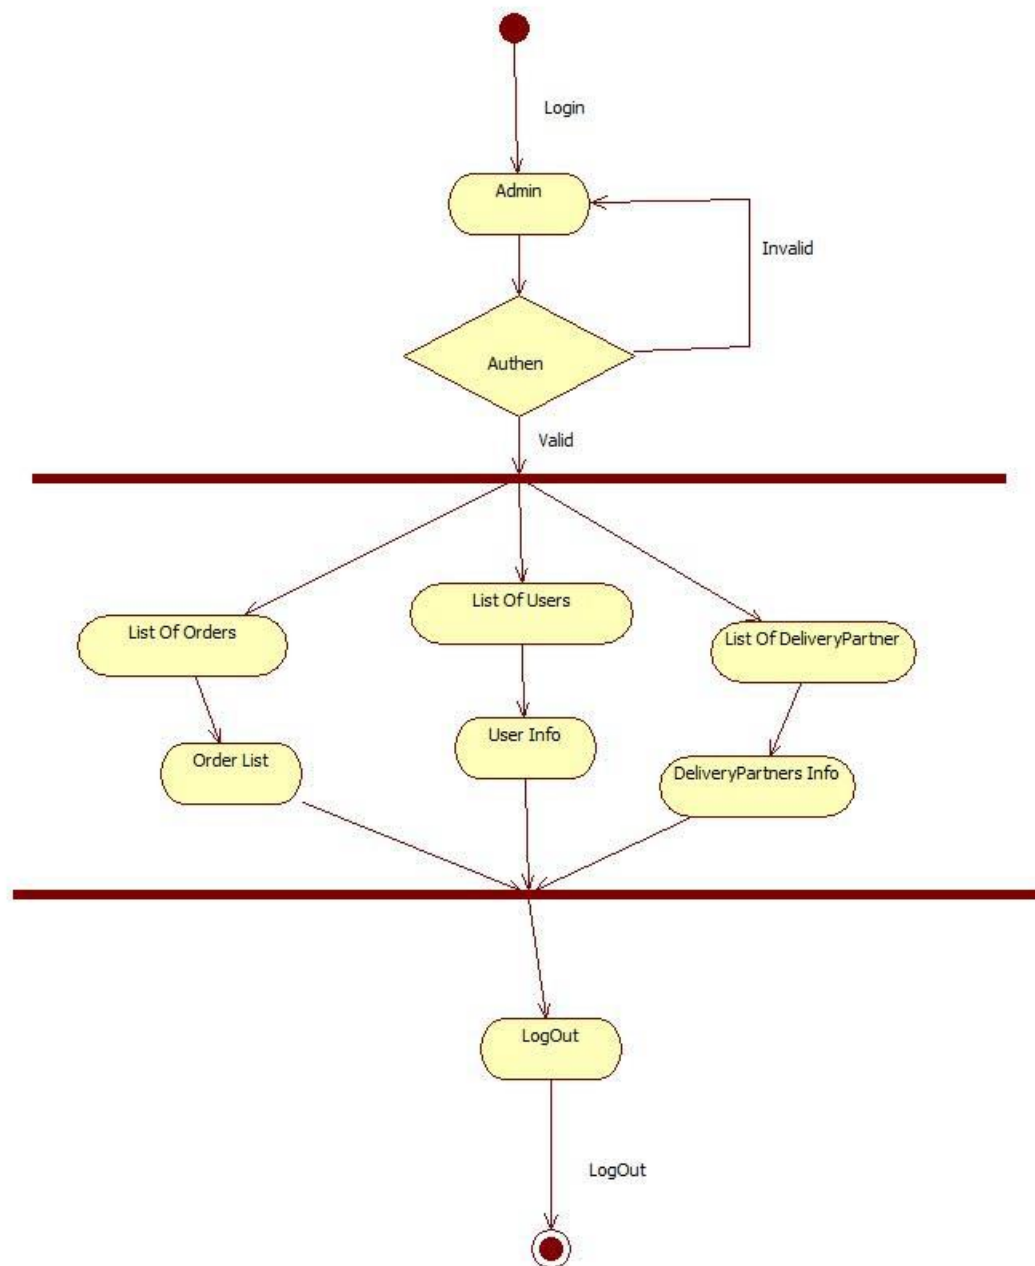 Login
Admin
Invalid
Authen
Valid
List Of Orders
List Of Users
List Of DeliveryPartner
Order List
User Info
DeliveryPartners Info
LogOut
LogOut